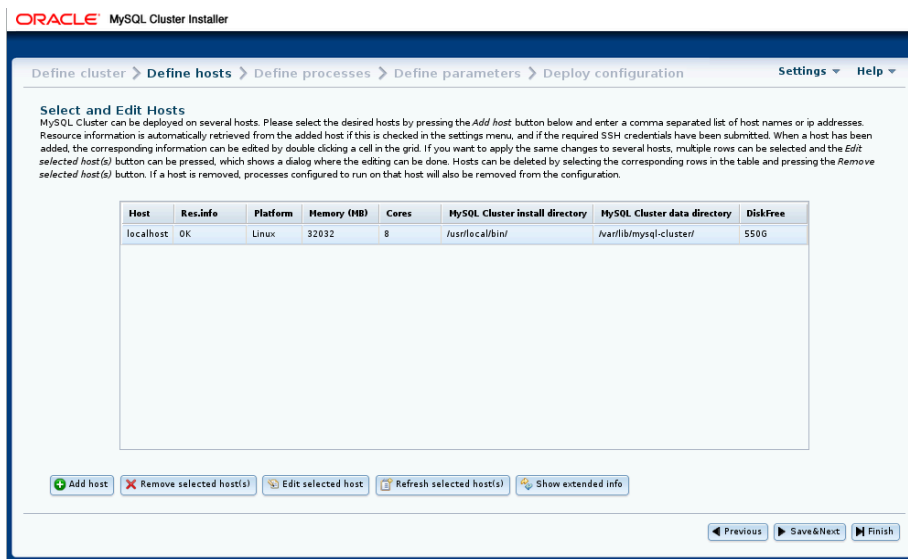 ORACLE® MySQL Cluster Installer
Define cluster > Define hosts > Define processes > Define parameters > Deploy configuration Settings Help
Select and Edit Hosts
MySQL Cluster can be deployed on several hosts. Please select the desired hosts by pressing the Add host button below and enter a comma separated list of host names or ip addresses.
Resource information is automatically retrieved from the added host if this is checked in the settings menu, and if the required SSH credentials have been submitted. When a host has been
added, the corresponding information can be edited by double clicking a cell in the grid. If you want to apply the same changes to several hosts, multiple rows can be selected and the Edit
selected host(s) button can be pressed, which shows a dialog where the editing can be done. Hosts can be deleted by selecting the corresponding rows in the table and pressing the Remove
selected host(s) button. If a host is removed, processes configured to run on that host will also be removed from the configuration.
Host Res.info Platform Memory (MB) Cores MySQL Cluster install directory MySQL Cluster data directory DiskFree
localhost OK Linux 32032 8 /usr/local/bin/ /var/lib/mysql-cluster/ 550G
Add host Remove selected host(s) Edit selected host Refresh selected host(s) Show extended info
Previous Save&Next Finish